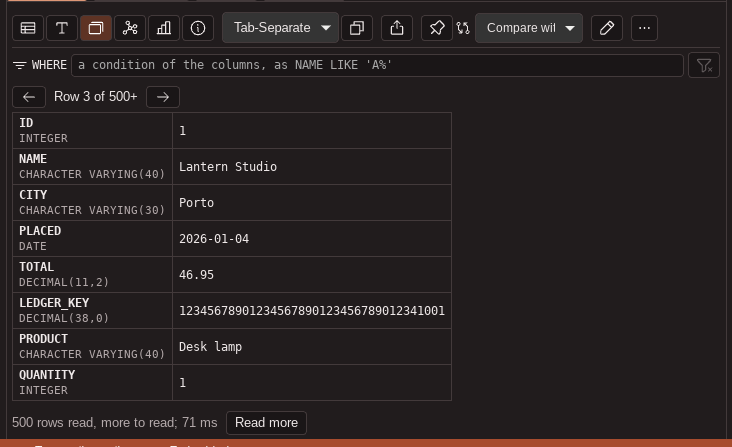 T
Tab-Separate
Compare wit
WHERE a condition of the columns, as NAME LIKE 'A%'
Row 3 of 500+
ID
INTEGER
1
NAME
CHARACTER VARYING(40)
Lantern Studio
CITY
CHARACTER VARYING(30)
Porto
PLACED
DATE
2026-01-04
TOTAL
DECIMAL(11,2)
46.95
LEDGER_KEY
DECIMAL(38,0)
12345678901234567890123456789012341001
PRODUCT
CHARACTER VARYING(40)
Desk lamp
QUANTITY
INTEGER
1
500 rows read, more to read; 71 ms
Read more